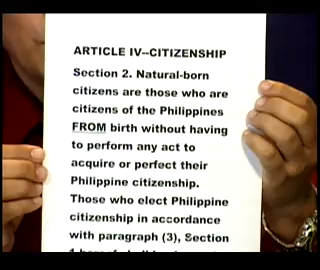 ARTICLE IV--CITIZENSHIP
Section 2. Natural-born
citizens are those who are
citizens of the Philippines
FROM birth without having
to perform any act to
acquire or perfect their
Philippine citizenship.
Those who elect Philippine
citizenship in accordance
with paragraph (3), Section